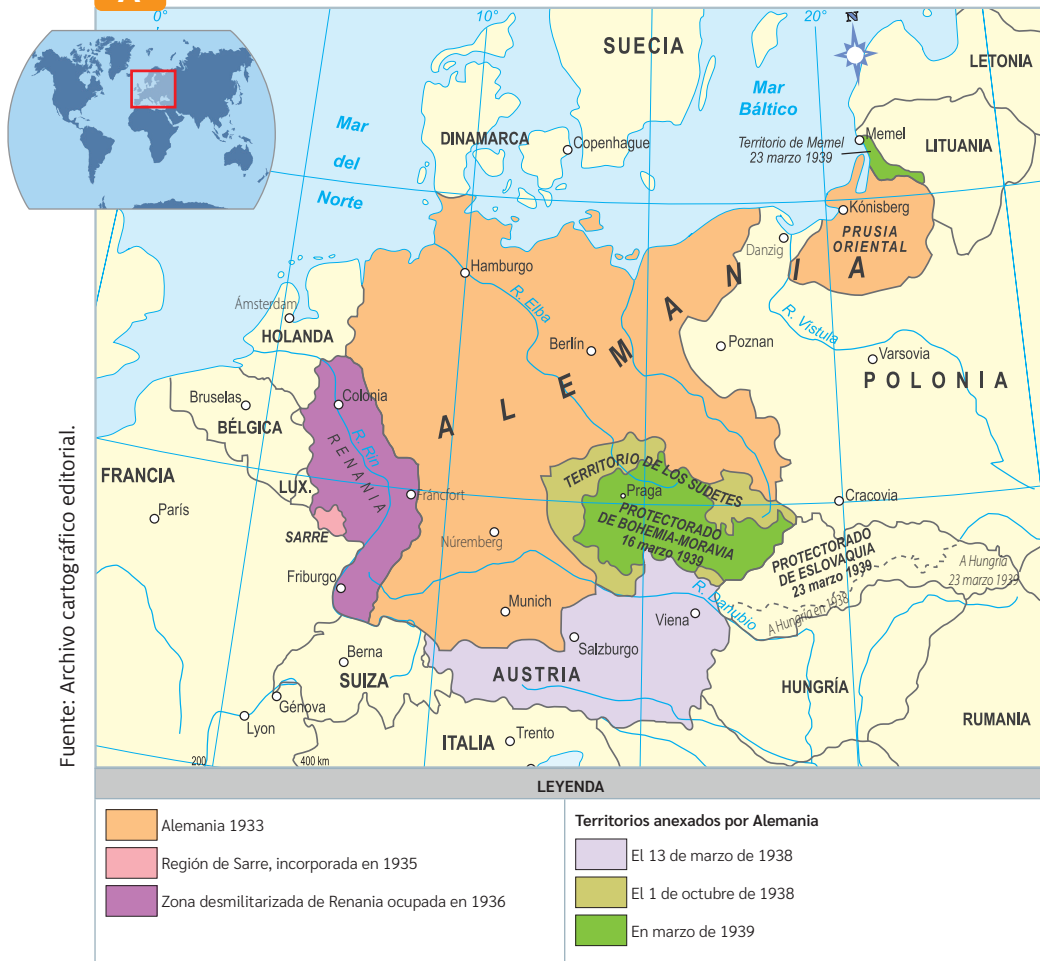 0°
10°
20°
N
SUECIA
LETONIA
Mar
Báltico
Mar
del
Norte
DINAMARCA
Copenhague
Memel
Territorio de Memel
23 marzo 1939
LITUANIA
Kónisberg
PRUSIA
ORIENTAL
Danzig
Hamburgo
R. Elba
ALEMANIA
Ámsterdam
HOLANDA
Berlín
Poznan
R. Vístula
Varsovia
POLONIA
Bruselas
BÉLGICA
Colonia
R. Rin
RENANIA
FRANCIA
París
LUX.
Fráncfort
SARRE
Núremberg
TERRITORIO DE LOS SUDETES
Praga
PROTECTORADO
DE BOHEMIA-MORAVIA
16 marzo 1939
Cracovia
PROTECTORADO
DE ESLOVAQUIA
23 marzo 1939
A Hungría
23 marzo 1939
A Hungría en 1938
Friburgo
Munich
R. Danubio
Viena
Salzburgo
Berna
SUIZA
AUSTRIA
HUNGRÍA
Génova
Lyon
RUMANIA
ITALIA
Trento
200
400 km
Fuente: Archivo cartográfico editorial.
LEYENDA
Alemania 1933
Región de Sarre, incorporada en 1935
Zona desmilitarizada de Renania ocupada en 1936
Territorios anexados por Alemania
El 13 de marzo de 1938
El 1 de octubre de 1938
En marzo de 1939